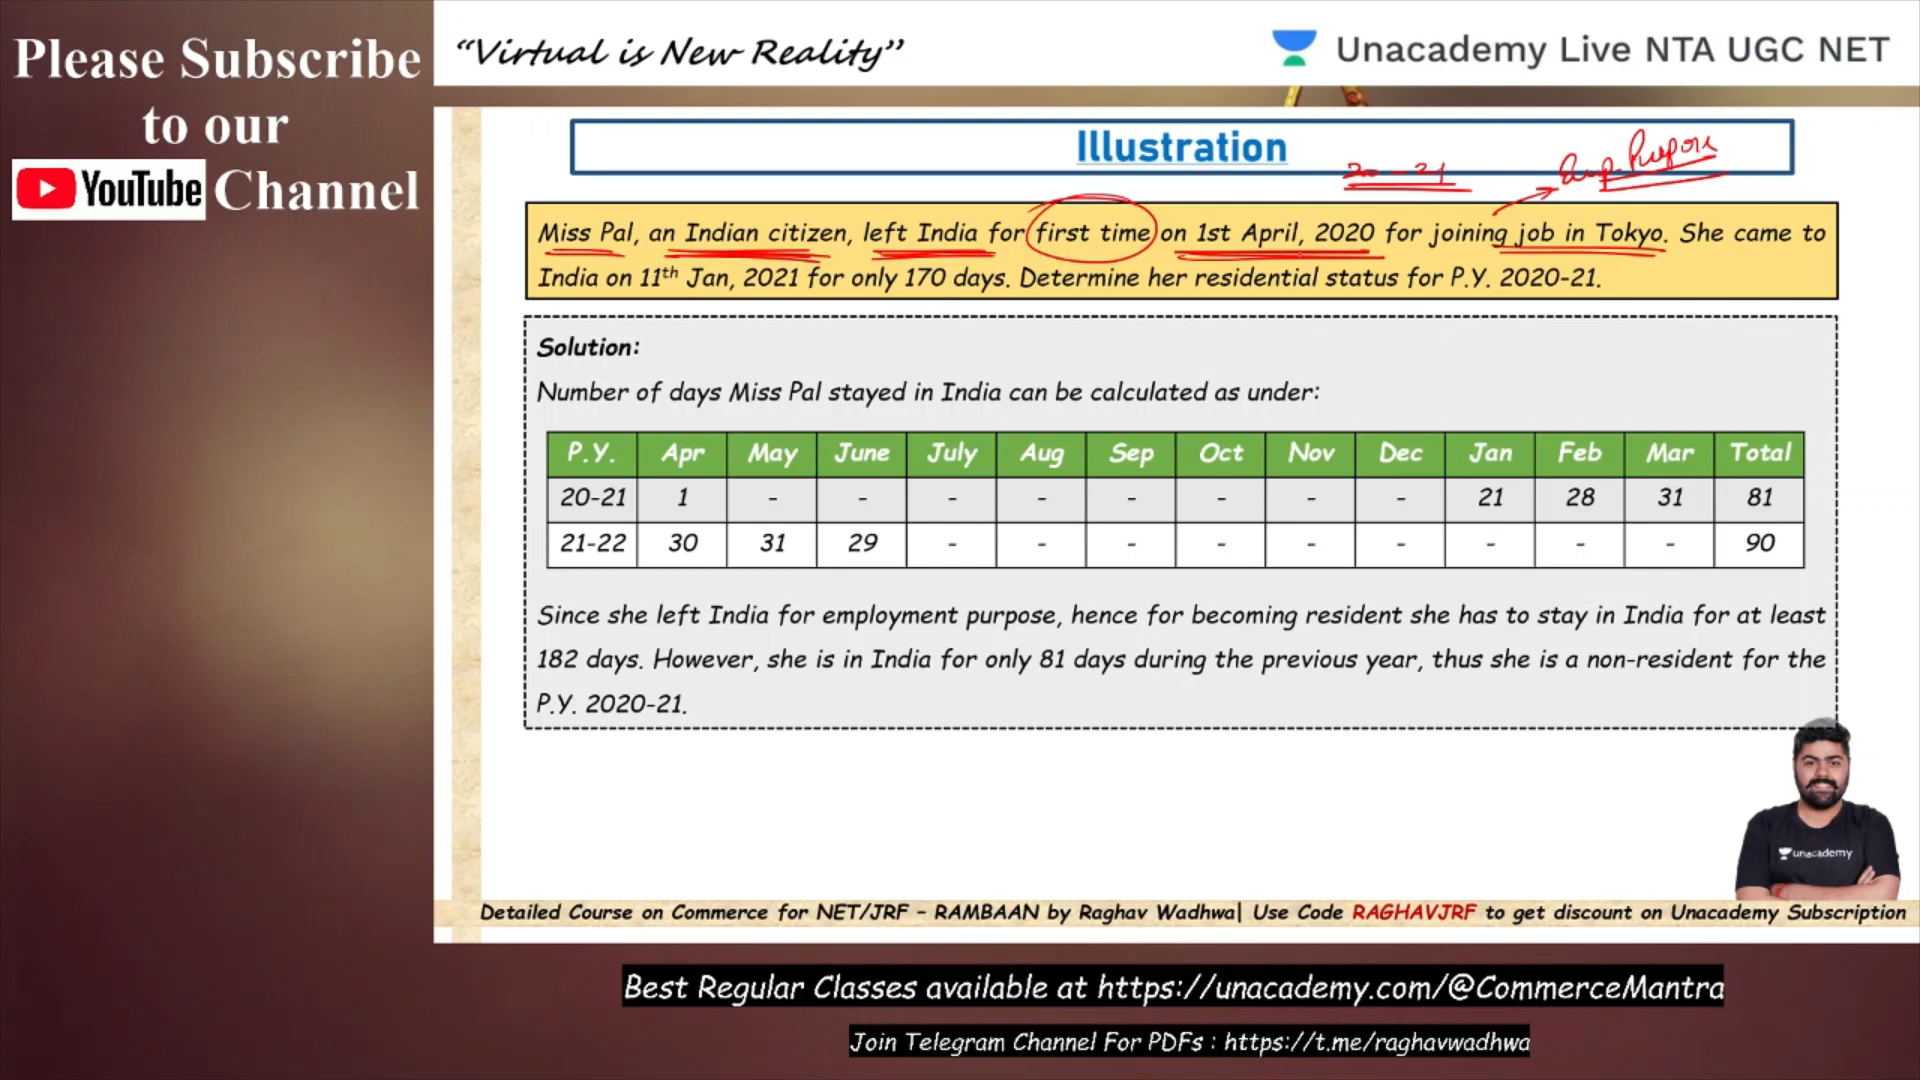 Please Subscribe
to our
YouTube Channel
“Virtual is New Reality”
Unacademy Live NTA UGC NET
Illustration
20-21
Emp. Purpose
Miss Pal, an Indian citizen, left India for first time on 1st April, 2020 for joining job in Tokyo. She came to
India on 11th Jan, 2021 for only 170 days. Determine her residential status for P.Y. 2020-21.
Solution:
Number of days Miss Pal stayed in India can be calculated as under:
P.Y. Apr May June July Aug Sep Oct Nov Dec Jan Feb Mar Total
20-21 1 - - - - - - - - 21 28 31 81
21-22 30 31 29 - - - - - - - - - 90
Since she left India for employment purpose, hence for becoming resident she has to stay in India for at least
182 days. However, she is in India for only 81 days during the previous year, thus she is a non-resident for the
P.Y. 2020-21.
unacademy
Detailed Course on Commerce for NET/JRF – RAMBAAN by Raghav Wadhwa| Use Code RAGHAVJRF to get discount on Unacademy Subscription
Best Regular Classes available at https://unacademy.com/@CommerceMantra
Join Telegram Channel For PDFs : https://t.me/raghavwadhwa